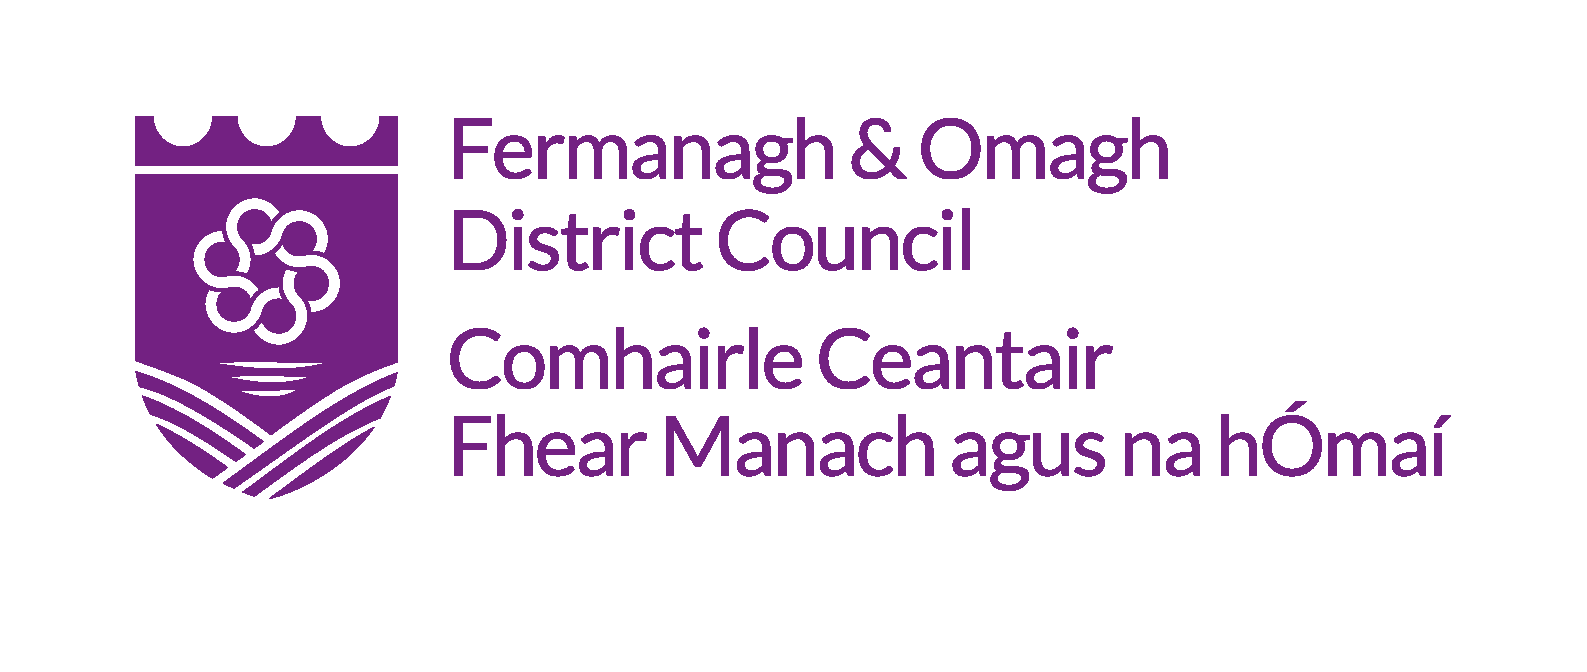 Fermanagh & Omagh
District Council
Comhairle Ceantair
Fhear Manach agus na hÓmaí